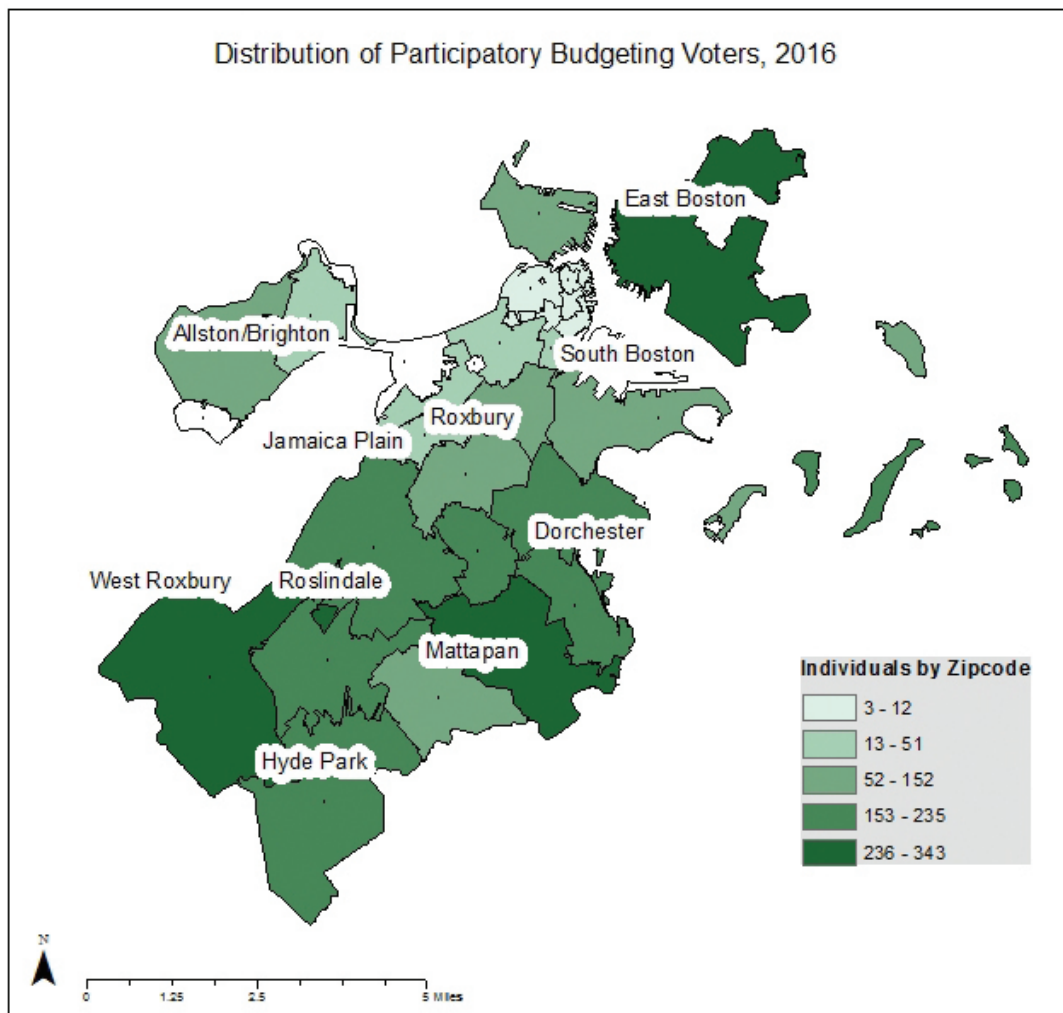 Distribution of Participatory Budgeting Voters, 2016
East Boston
Allston/Brighton
South Boston
Roxbury
Jamaica Plain
Dorchester
West Roxbury
Roslindale
Mattapan
Hyde Park
Individuals by Zipcode
3 - 12
13 - 51
52 - 152
153 - 235
236 - 343
N
0 1.25 2.5 5 Miles